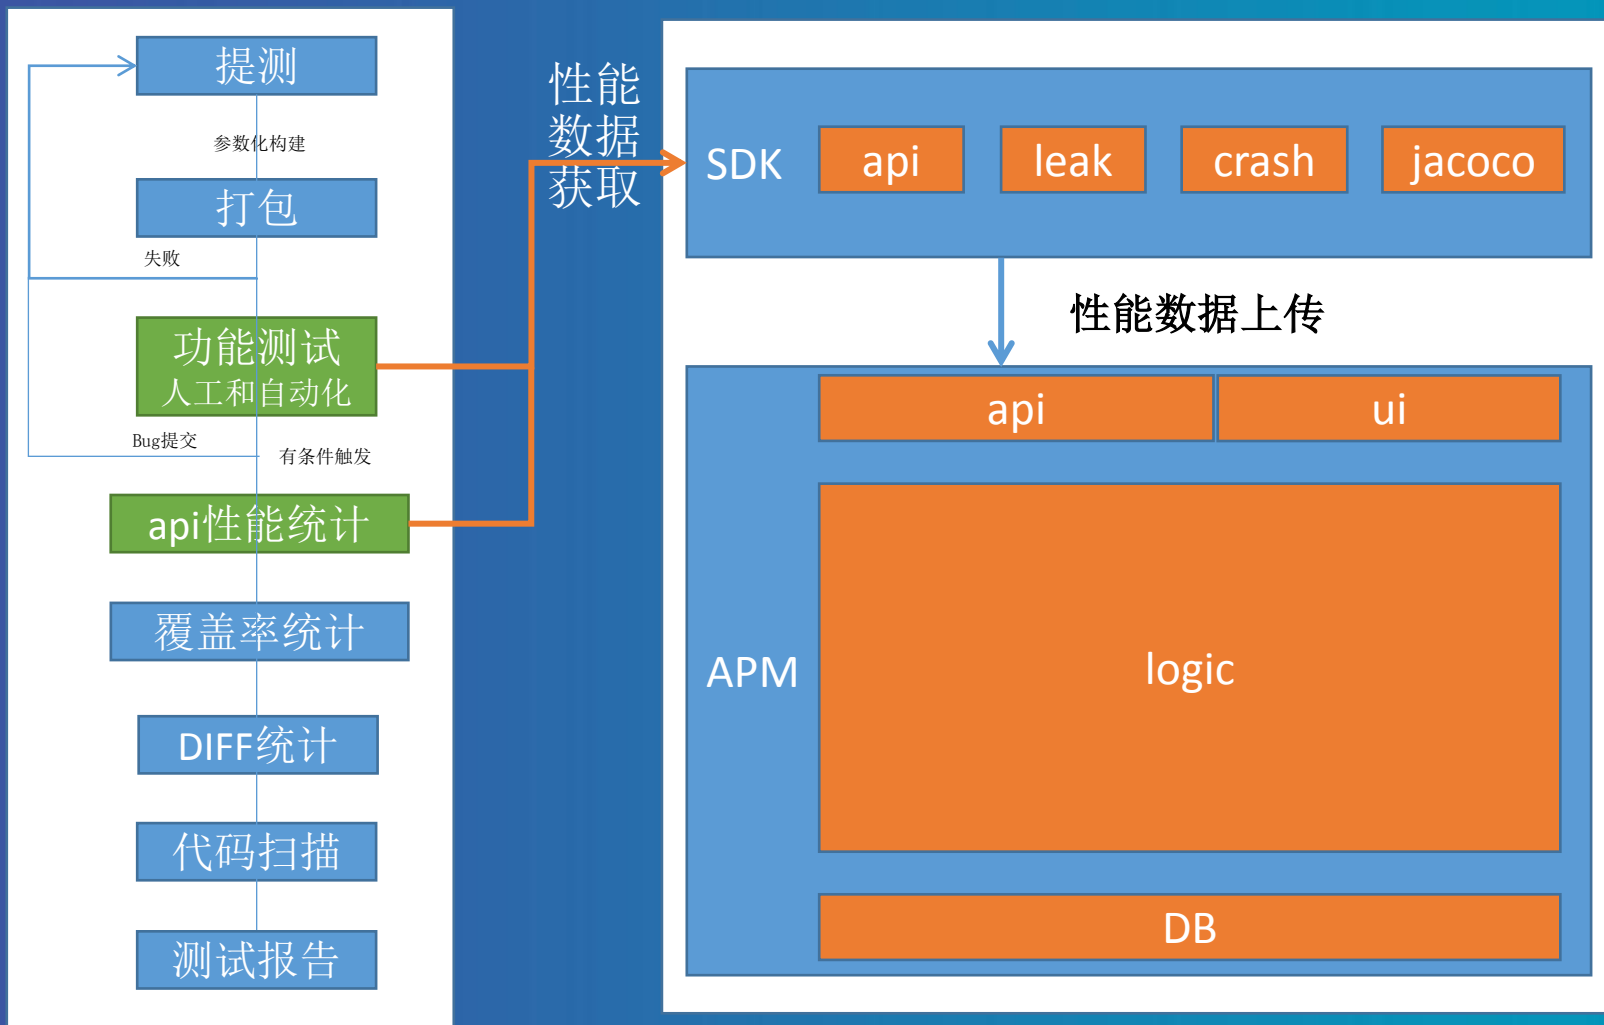 提测
参数化构建
打包
失败
功能测试
人工和自动化
Bug提交
有条件触发
api性能统计
覆盖率统计
DIFF统计
代码扫描
测试报告
性能
数据
获取
SDK
api
leak
crash
jacoco
性能数据上传
APM
api
ui
logic
DB